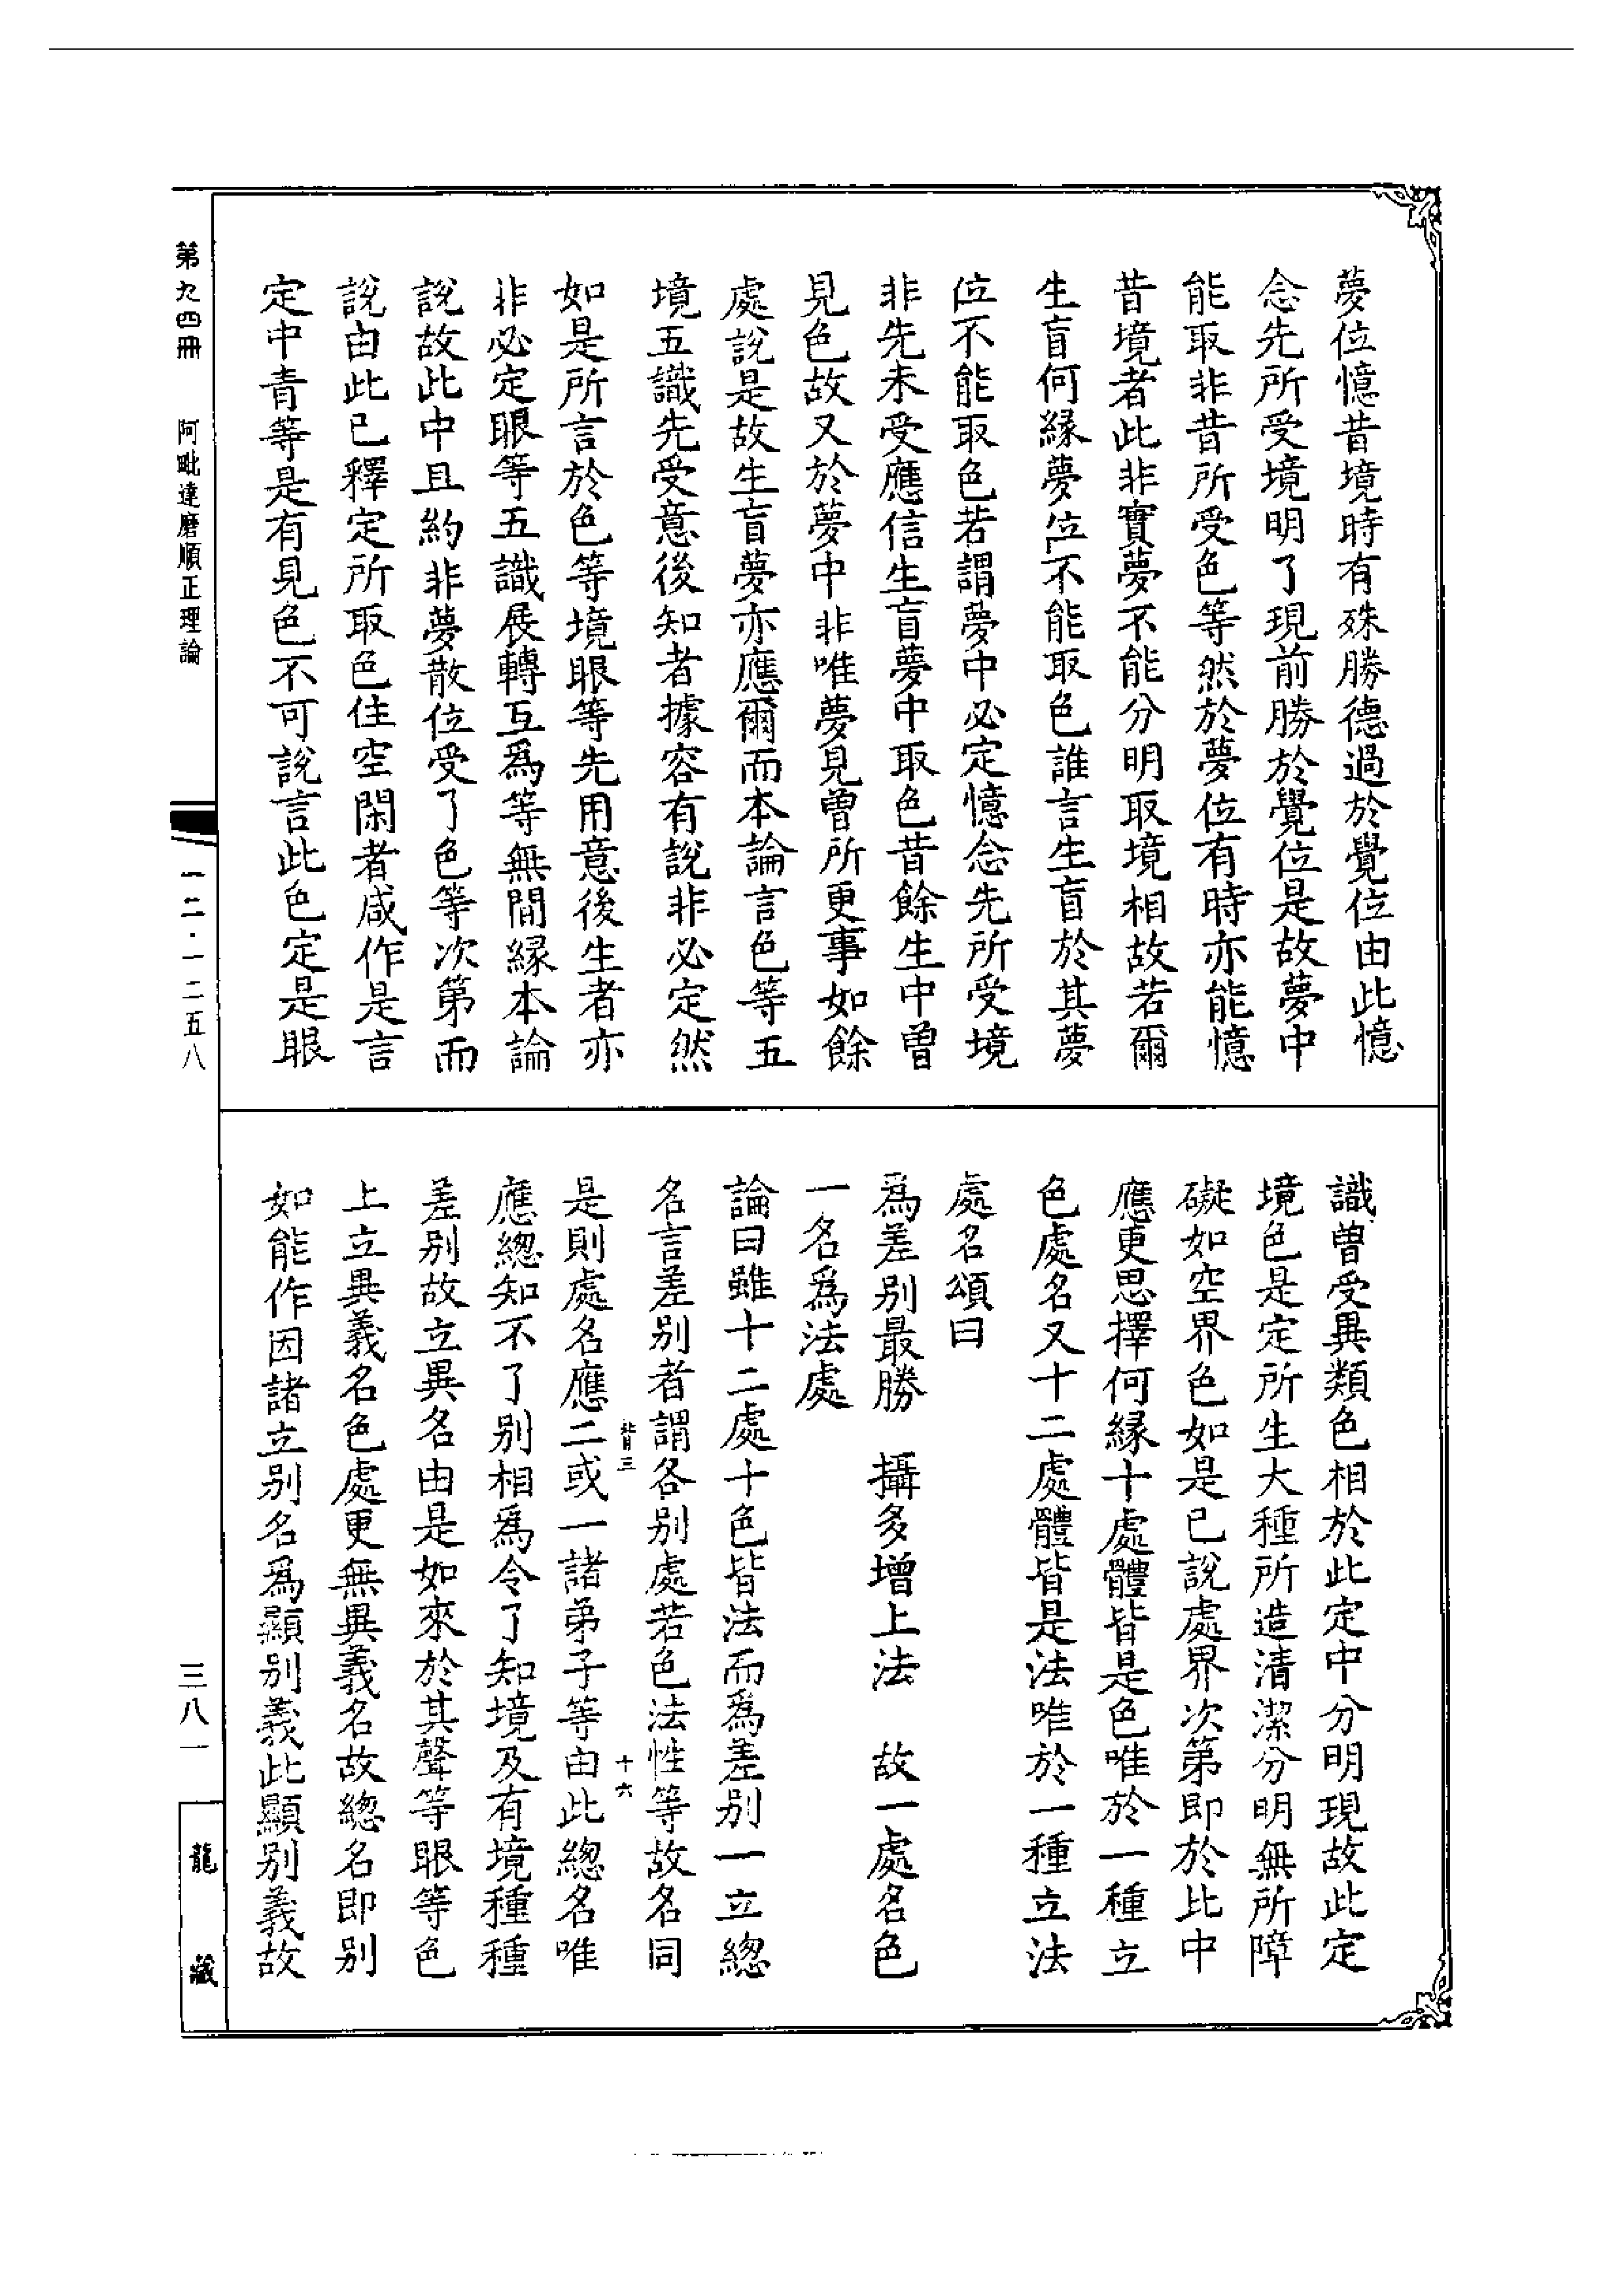 夢位憶昔境時有殊勝德過於覺位由此憶
念先所受境明了現前勝於覺位是故夢中
能取非昔所受色等然於夢位有時亦能憶
昔境者此非實夢不能分明取境相故若爾
生盲何緣夢位不能取色誰言生盲於其夢
位不能取色若謂夢中必定憶念先所受境
非先未受應信生盲夢中取色昔餘生中曾
見色故又於夢中非唯夢見曾所更事如餘
處說是故生盲夢亦應爾而本論言色等五
境五識先受意後知者據容有說非必定然
如是所言於色等境眼等先用意後生者亦
非必定眼等五識展轉互爲等無間緣本論
說故此中且約非夢散位受了色等次第而
說由此已釋定所取色住空閑者咸作是言
定中青等是有見色不可說言此色定是眼
識曾受異類色相於此定中分明現故此定
境色是定所生大種所造清潔分明無所障
礙如空界色如是已說處界次第即於此中
應更思擇何緣十處體皆是色唯於一種立
色處名又十二處體皆是法唯於一種立法
處名頌曰
爲差別最勝　攝多增上法　故一處名色
一名爲法處
論曰雖十二處十色皆法而爲差別一立總
名言差別者謂各別處若色法性等故名同
是則處名應二或一諸弟子等由此總名唯
應總知不了別相爲令了知境及有境種種
差別故立異名由是如來於其聲等眼等色
上立異義名色處更無異義名故總名即別
如能作因諸立別名爲顯別義此顯別義故
三
十六
第九四冊　阿毗達磨順正理論
一二·一二五八
三八一
龍藏